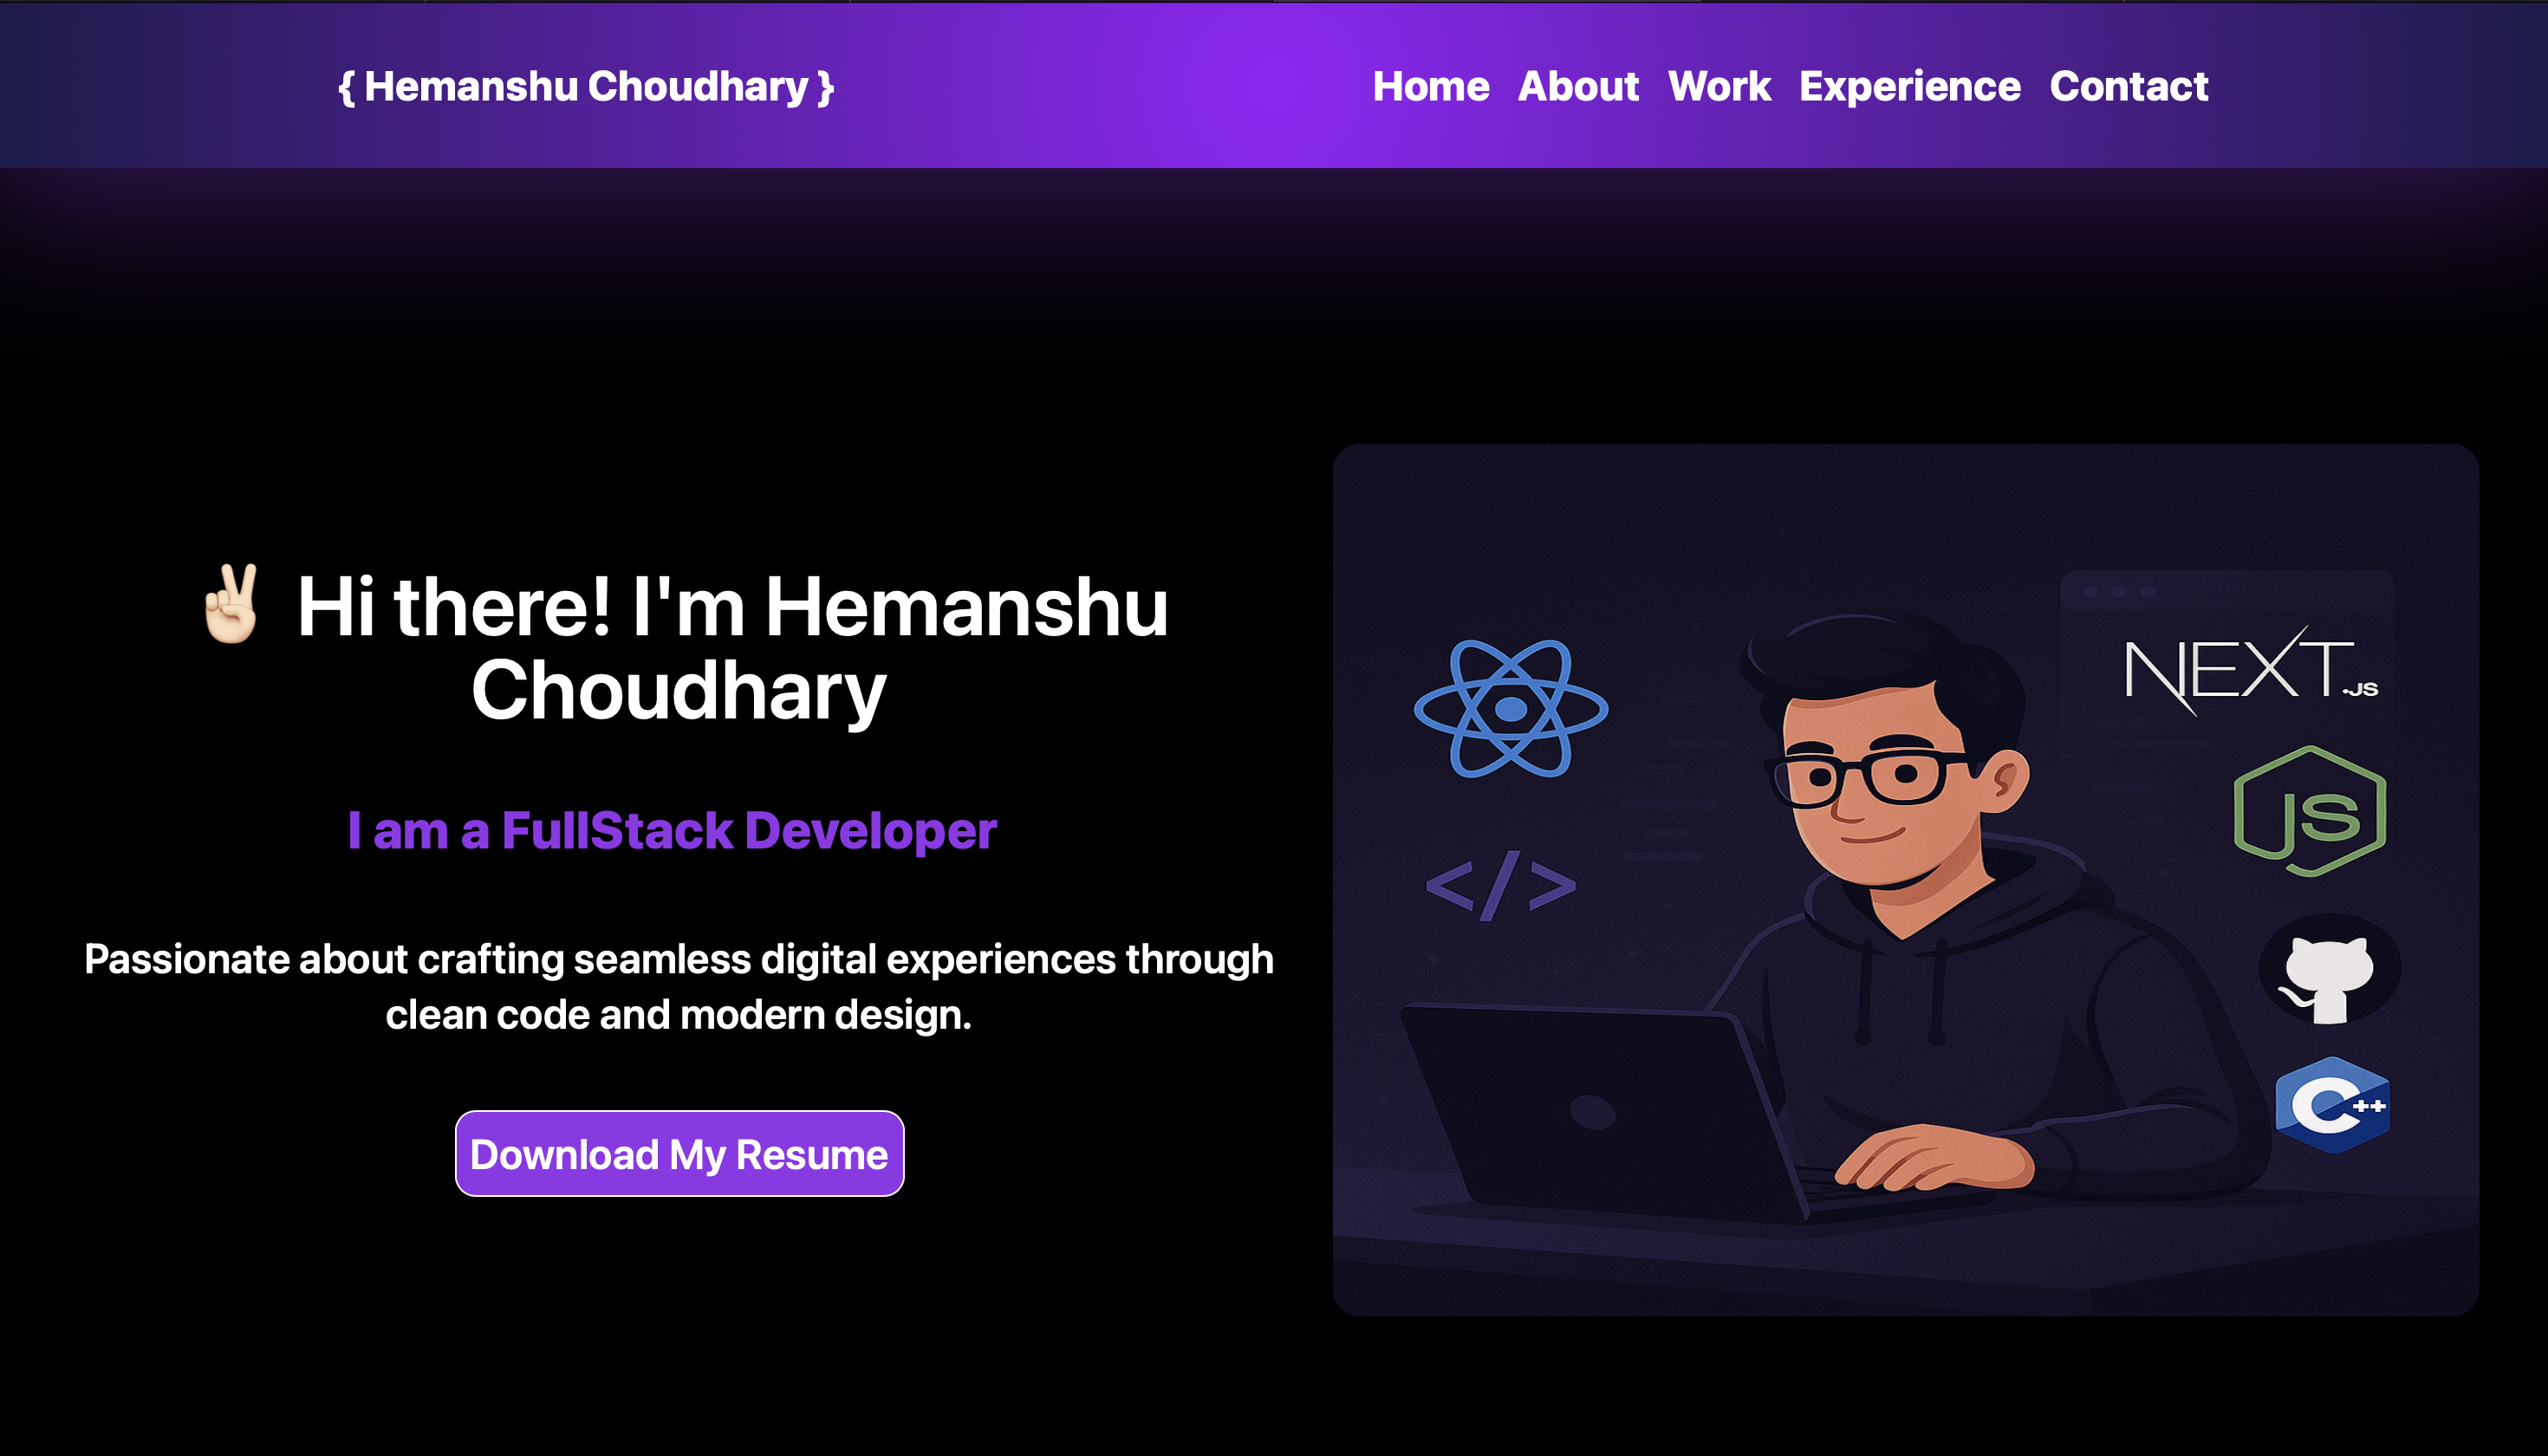 { Hemanshu Choudhary }
Home About Work Experience Contact
✌🏻 Hi there! I'm Hemanshu
Choudhary
I am a FullStack Developer
Passionate about crafting seamless digital experiences through
clean code and modern design.
Download My Resume
NEXT.JS
</>
JS
C++